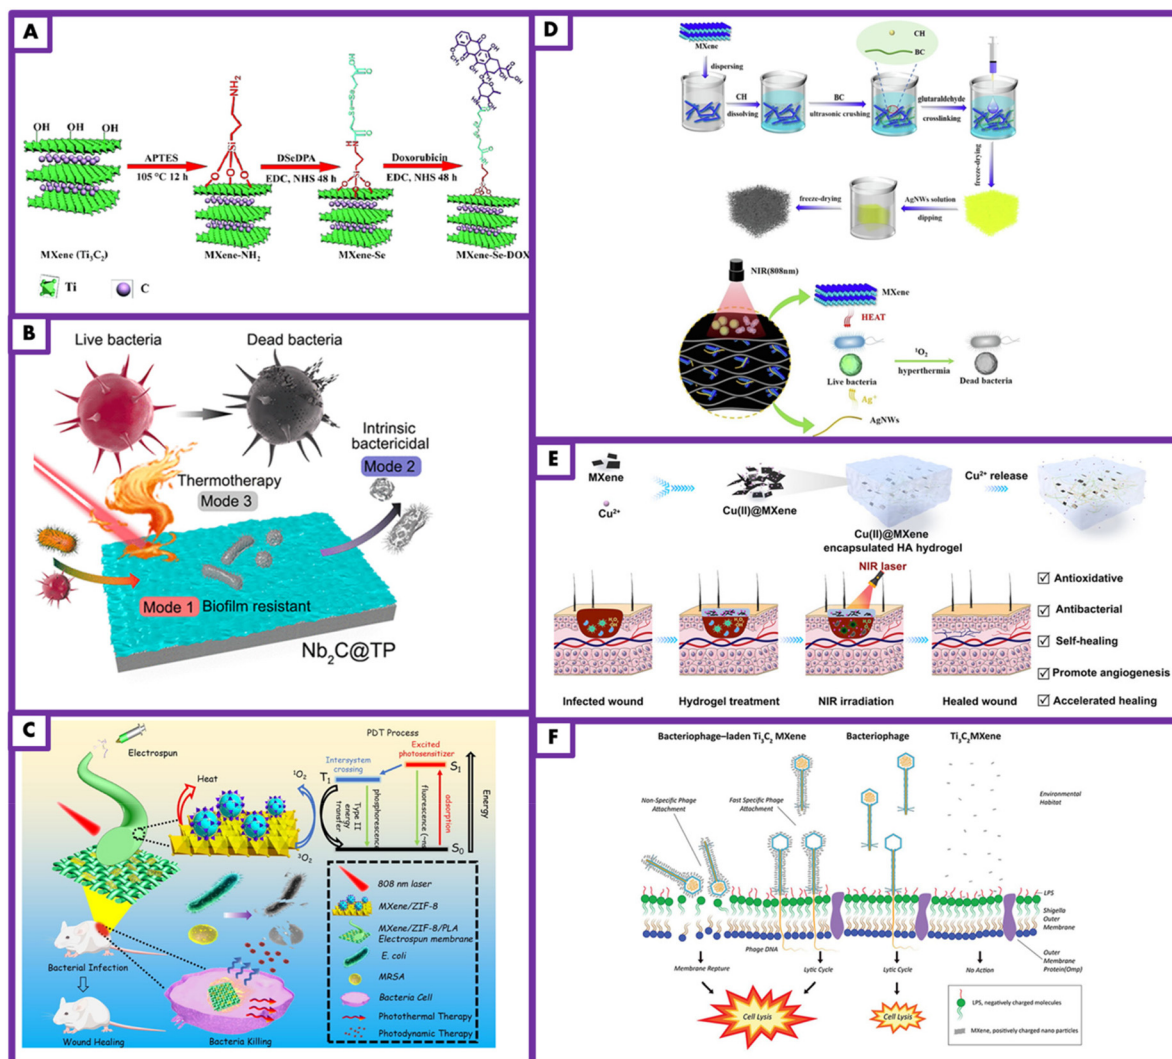 A
OH
OH
OH
APTES
105 °C 12 h
NH₂
Si
O
O
O
DSeDPA
EDC, NHS 48 h
Doxorubicin
EDC, NHS 48 h
MXene (Ti₃C₂)
MXene-NH₂
MXene-Se
MXene-Se-DOX
Ti
C
B
Live bacteria
Dead bacteria
Intrinsic
bactericidal
Mode 2
Thermotherapy
Mode 3
Mode 1 Biofilm resistant
Nb₂C@TP
C
Electrospun
Heat
¹O₂
¹O₂
PDT Process
Excited
photosensitizer
Intersystem
crossing
T₁
S₁
S₀
Type II
energy
transfer
phosphorescence
fluorescence (~ns)
adsorption
Energy
808 nm laser
MXene/ZIF-8
MXene/ZIF-8/PLA
Electrospun membrane
E. coli
MRSA
Bacteria Cell
Photothermal Therapy
Photodynamic Therapy
Bacterial Infection
Wound Healing
Bacteria Killing
D
MXene
dispersing
CH
dissolving
BC
ultrasonic crushing
CH
BC
glutaraldehyde
crosslinking
freeze-drying
AgNWs solution
dipping
freeze-drying
NIR(808nm)
MXene
HEAT
Live bacteria
¹O₂
hyperthermia
Dead bacteria
Ag⁺
AgNWs
E
MXene
Cu²⁺
Cu(II)@MXene
Cu(II)@MXene
encapsulated HA hydrogel
Cu²⁺ release
NIR laser
Infected wound
Hydrogel treatment
NIR irradiation
Healed wound
Antioxidative
Antibacterial
Self-healing
Promote angiogenesis
Accelerated healing
F
Bacteriophage–laden Ti₃C₂ MXene
Bacteriophage
Ti₃C₂MXene
Non-Specific Phage
Attachment
Fast Specific Phage
Attachment
Environmental
Habitat
LPS
Shigella
Outer
Membrane
Outer
Membrane
Protein(Omp)
Phage DNA
Membrane Repture
Lytic Cycle
Lytic Cycle
No Action
Cell Lysis
Cell Lysis
LPS, negatively charged molecules
MXene, positively charged nano particles